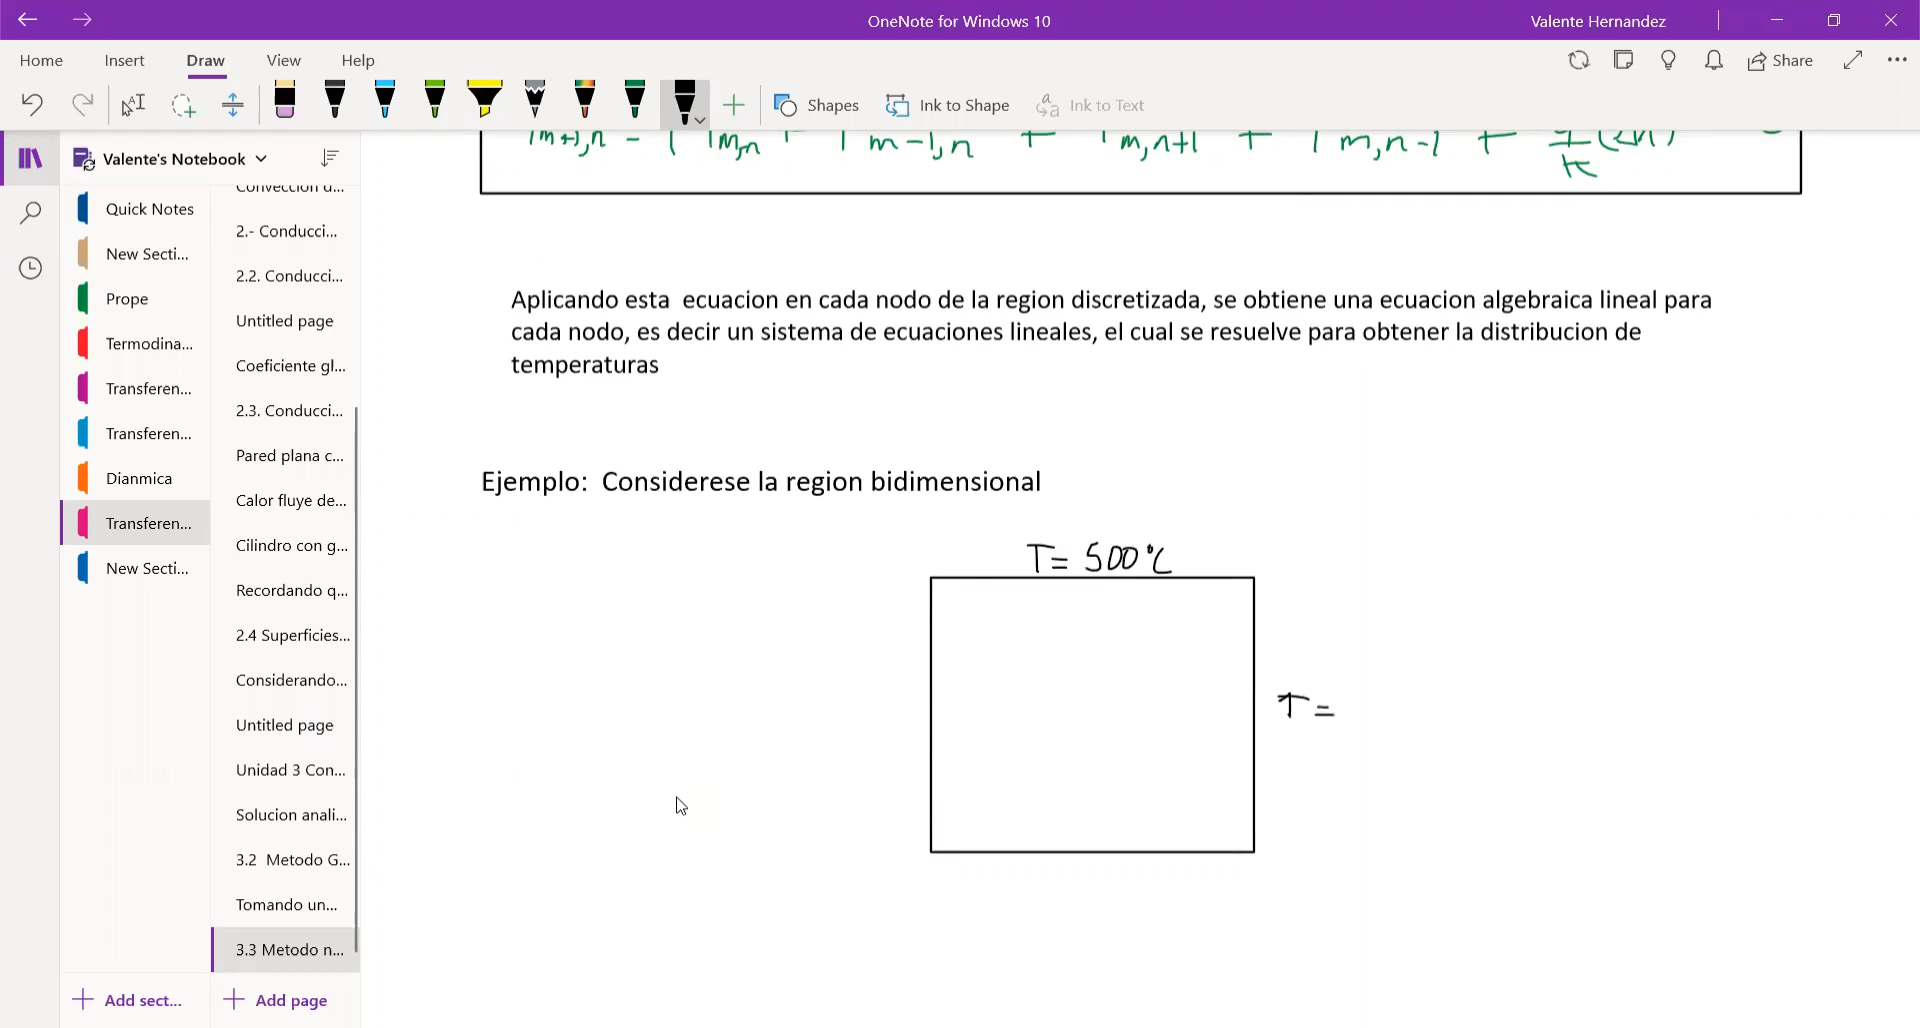 OneNote for Windows 10
Valente Hernandez
Home Insert Draw View Help
Share
Shapes Ink to Shape Ink to Text
Valente's Notebook
Quick Notes
New Secti...
Prope
Termodina...
Transferen...
Transferen...
Dianmica
Transferen...
New Secti...
Add sect...
2.- Conducci...
2.2. Conducci...
Untitled page
Coeficiente gl...
2.3. Conducci...
Pared plana c...
Calor fluye de...
Cilindro con g...
Recordando q...
2.4 Superficies...
Considerando...
Untitled page
Unidad 3 Con...
Solucion anali...
3.2 Metodo G...
Tomando un...
3.3 Metodo n...
Add page
Aplicando esta ecuacion en cada nodo de la region discretizada, se obtiene una ecuacion algebraica lineal para
cada nodo, es decir un sistema de ecuaciones lineales, el cual se resuelve para obtener la distribucion de
temperaturas
Ejemplo: Considerese la region bidimensional
T= 500°C
T=